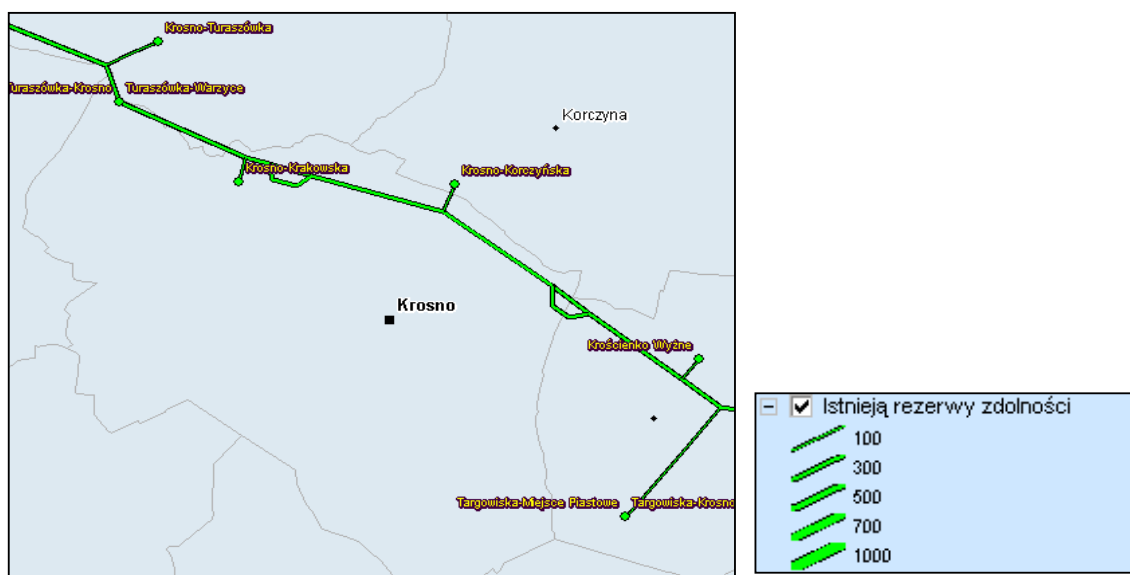 Krosno-Turaszówka
Turaszówka-Krosno
Turaszówka-Warzyce
Korczyna
Krosno-Krakowska
Krosno-Korczyńska
Krosno
Krościenko Wyżne
Targowiska-Miejsce Piastowe
Targowiska-Krosno
Istnieją rezerwy zdolności
100
300
500
700
1000